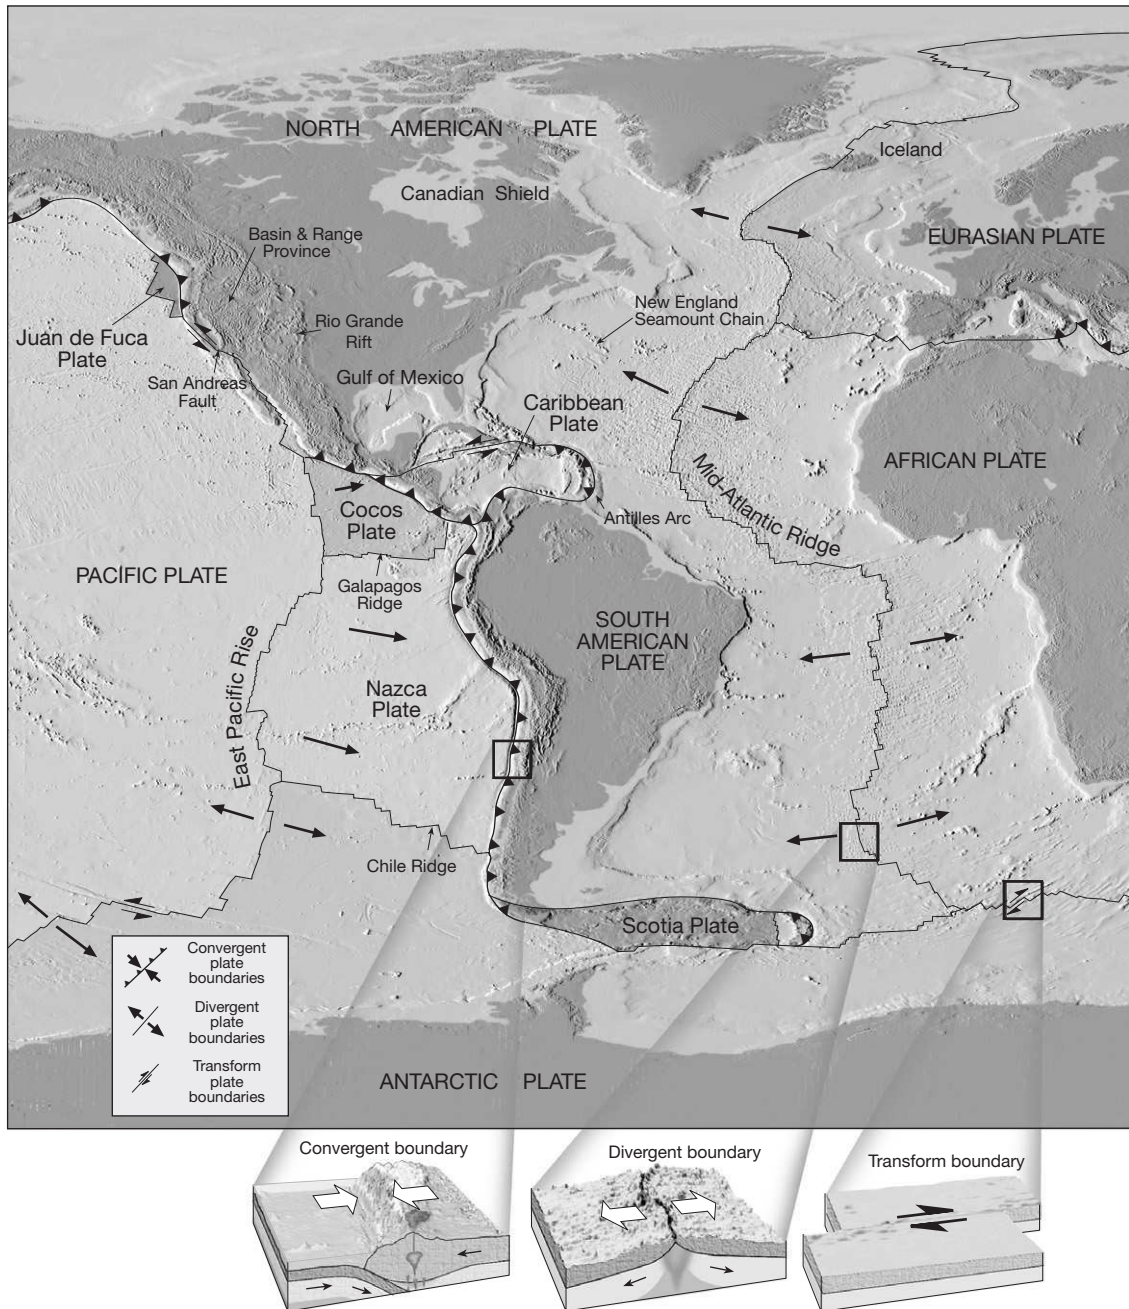 NORTH AMERICAN PLATE
Iceland
Canadian Shield
Basin & Range
Province
EURASIAN PLATE
New England
Seamount Chain
Rio Grande
Rift
Juan de Fuca
Plate
San Andreas
Fault
Gulf of Mexico
Caribbean
Plate
AFRICAN PLATE
Mid-Atlantic Ridge
Cocos
Plate
Antilles Arc
PACIFIC PLATE
Galapagos
Ridge
SOUTH
AMERICAN
PLATE
East Pacific Rise
Nazca
Plate
Chile Ridge
Scotia Plate
Convergent
plate
boundaries
Divergent
plate
boundaries
Transform
plate
boundaries
ANTARCTIC PLATE
Convergent boundary
Divergent boundary
Transform boundary